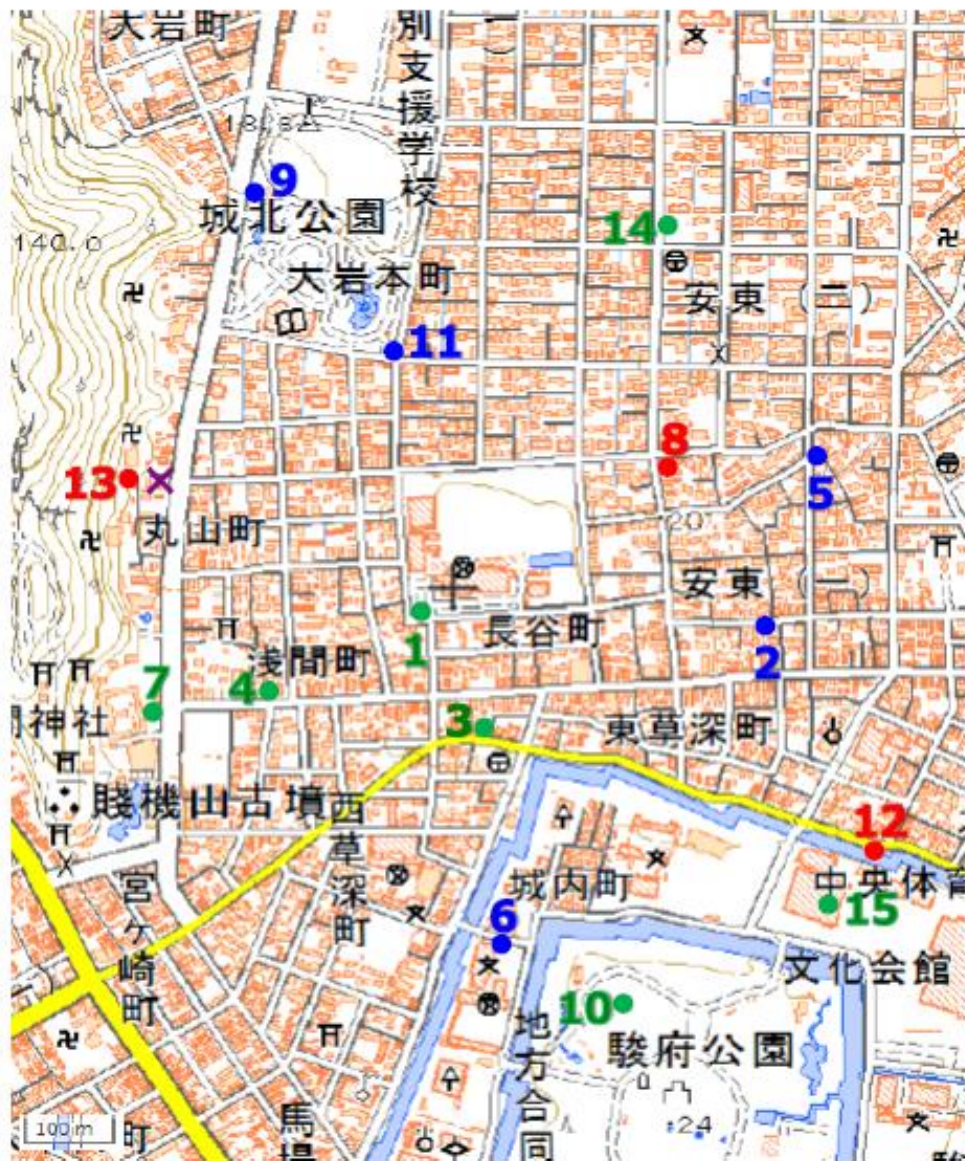 大岩町
別支援学校
18.8
9
城北公園
14
140.0
大岩本町
安東(二)
11
8
13
5
丸山町
20
安東(一)
1
長谷町
2
浅間町
7
4
3
東草深町
間神社
賤機山古墳
西草深町
12
宮ヶ崎町
城内町
中央体育
6
15
文化会館
10
地方合同
駿府公園
馬場
24
100 m
町
駿